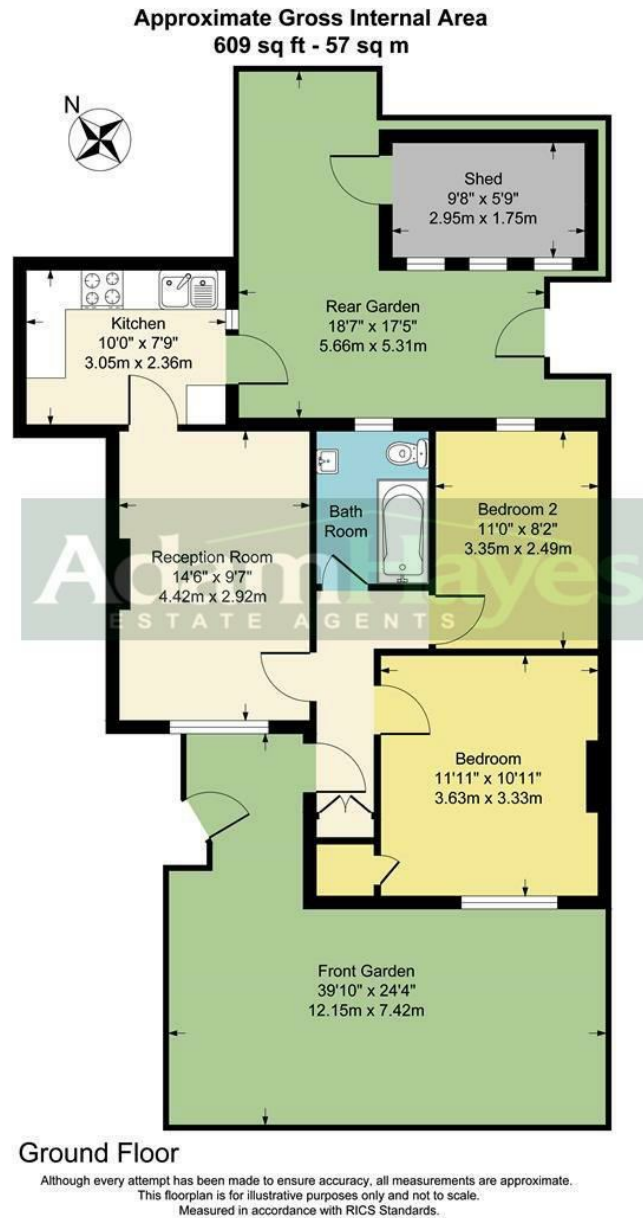 Approximate Gross Internal Area
609 sq ft - 57 sq m
N
Shed
9'8" x 5'9"
2.95m x 1.75m
Rear Garden
18'7" x 17'5"
5.66m x 5.31m
Kitchen
10'0" x 7'9"
3.05m x 2.36m
Bath
Room
Bedroom 2
11'0" x 8'2"
3.35m x 2.49m
Reception Room
14'6" x 9'7"
4.42m x 2.92m
AdamHayes
ESTATE AGENTS
Bedroom
11'11" x 10'11"
3.63m x 3.33m
Front Garden
39'10" x 24'4"
12.15m x 7.42m
Ground Floor
Although every attempt has been made to ensure accuracy, all measurements are approximate.
This floorplan is for illustrative purposes only and not to scale.
Measured in accordance with RICS Standards.